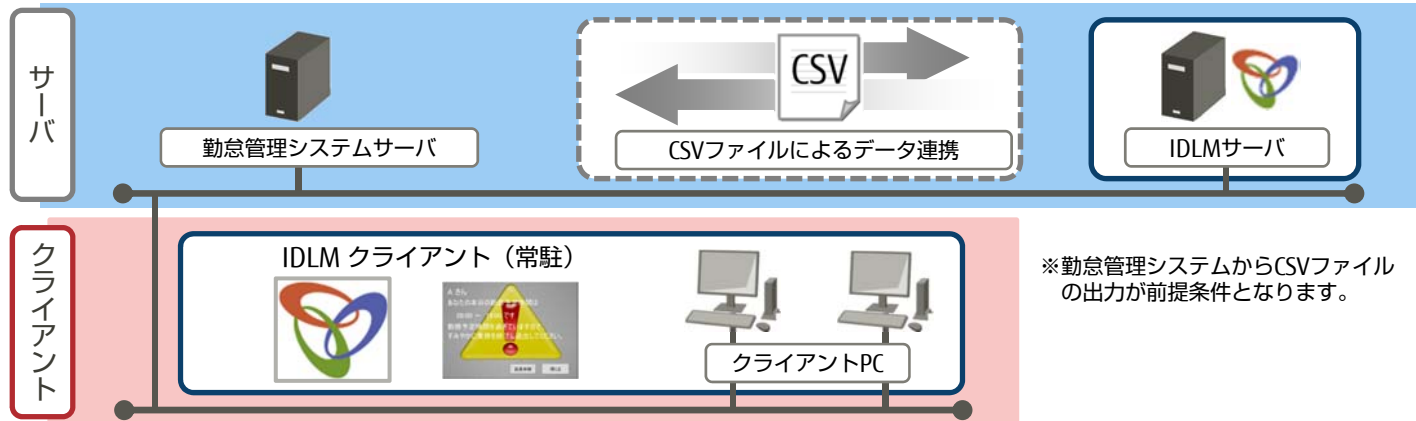 サーバ
勤怠管理システムサーバ
CSV
CSVファイルによるデータ連携
IDLMサーバ
クライアント
IDLM クライアント（常駐）
A さん
クライアントPC
※勤怠管理システムからCSVファイル
の出力が前提条件となります。